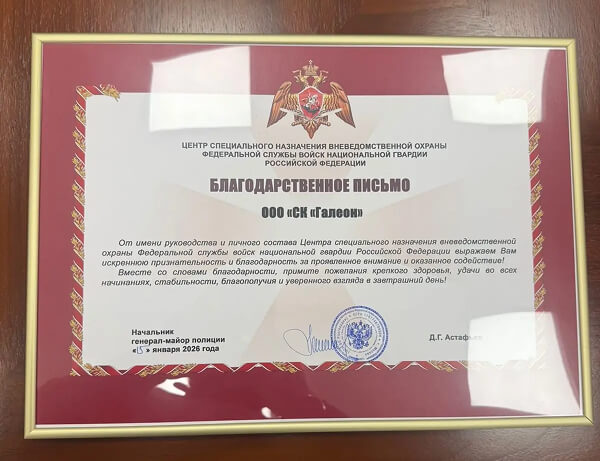 ЦЕНТР СПЕЦИАЛЬНОГО НАЗНАЧЕНИЯ ВНЕВЕДОМСТВЕННОЙ ОХРАНЫ
ФЕДЕРАЛЬНОЙ СЛУЖБЫ ВОЙСК НАЦИОНАЛЬНОЙ ГВАРДИИ
РОССИЙСКОЙ ФЕДЕРАЦИИ
БЛАГОДАРСТВЕННОЕ ПИСЬМО
ООО «СК «Галеон»
От имени руководства и личного состава Центра специального назначения вневедомственной
охраны Федеральной службы войск национальной гвардии Российской Федерации выражаем Вам
искреннюю признательность и благодарность за проявленное внимание и оказанное содействие!
Вместе со словами благодарности, примите пожелания крепкого здоровья, удачи во всех
начинаниях, стабильности, благополучия и уверенного взгляда в завтрашний день!
Начальник
генерал-майор полиции
«15» января 2026 года
Д.Г.